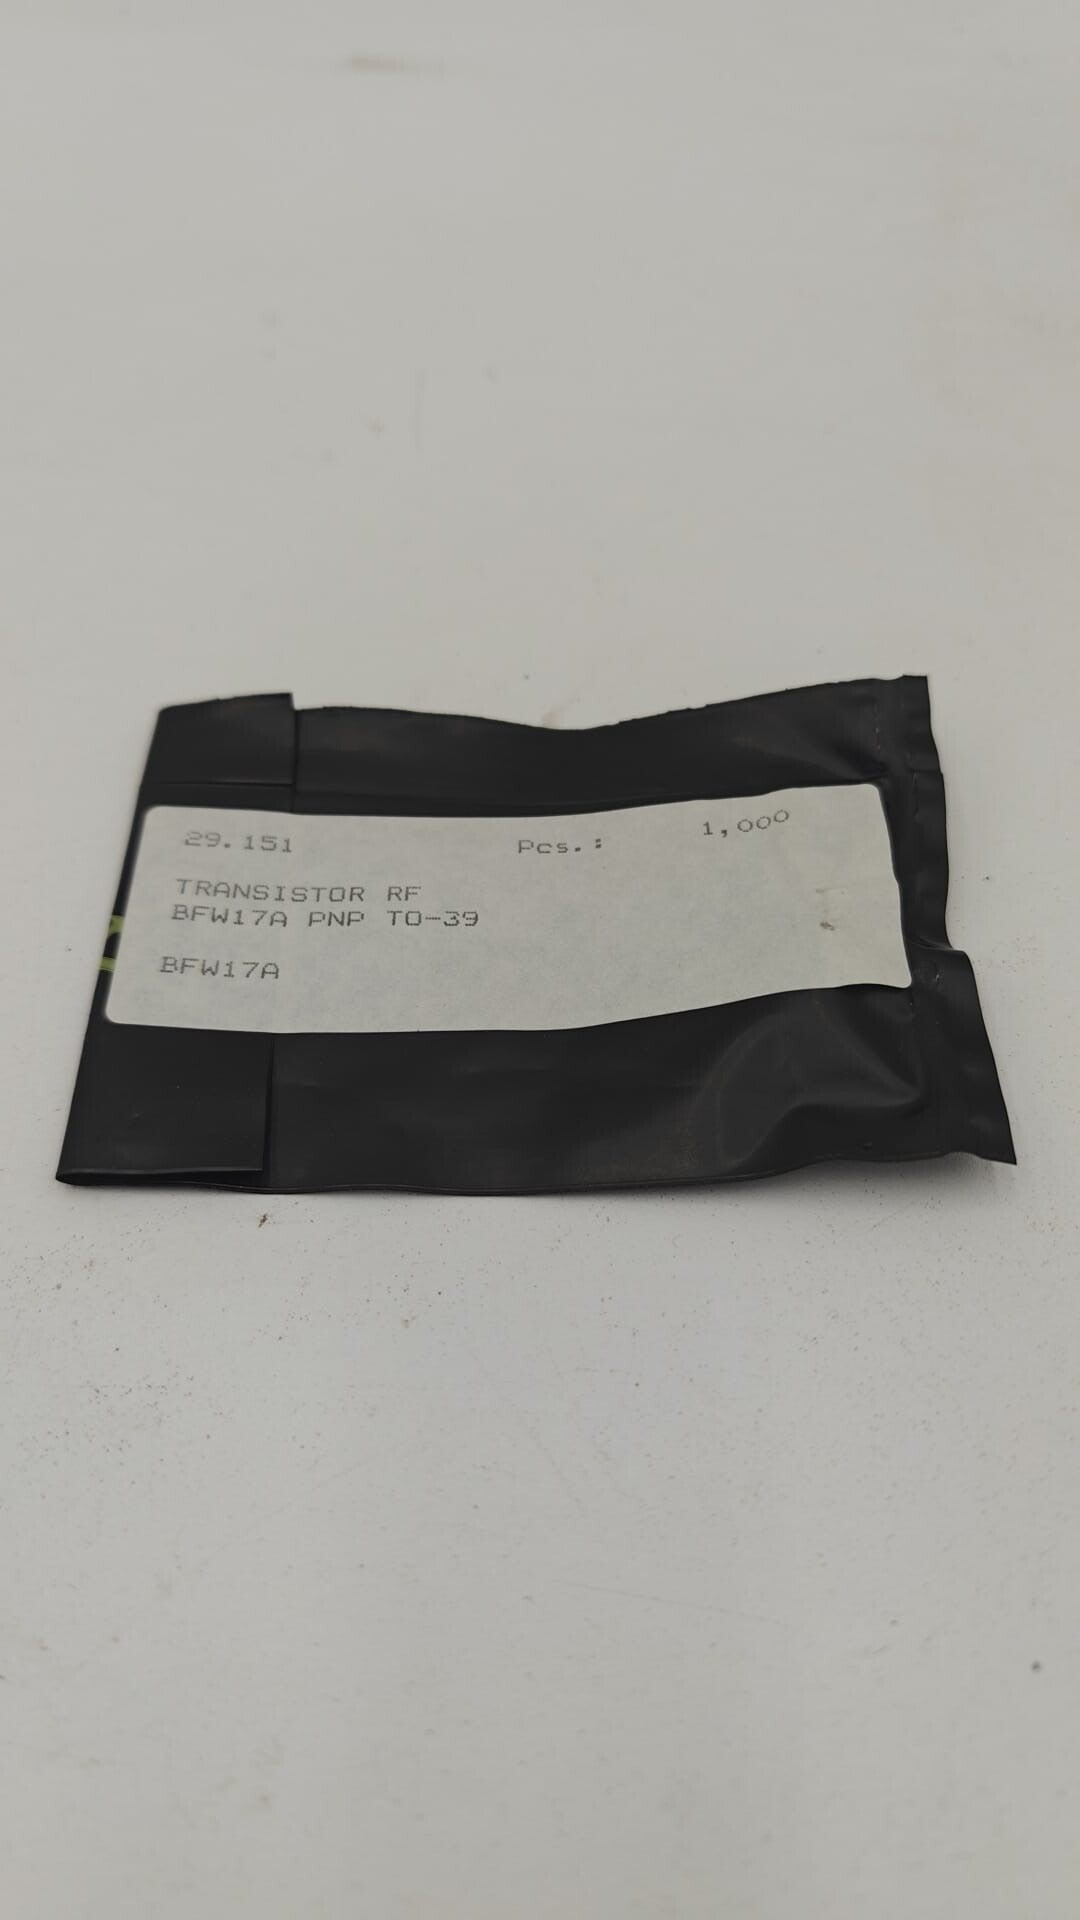 29.151 Pcs.: 1,000
TRANSISTOR RF
BFW17A PNP TO-39
BFW17A